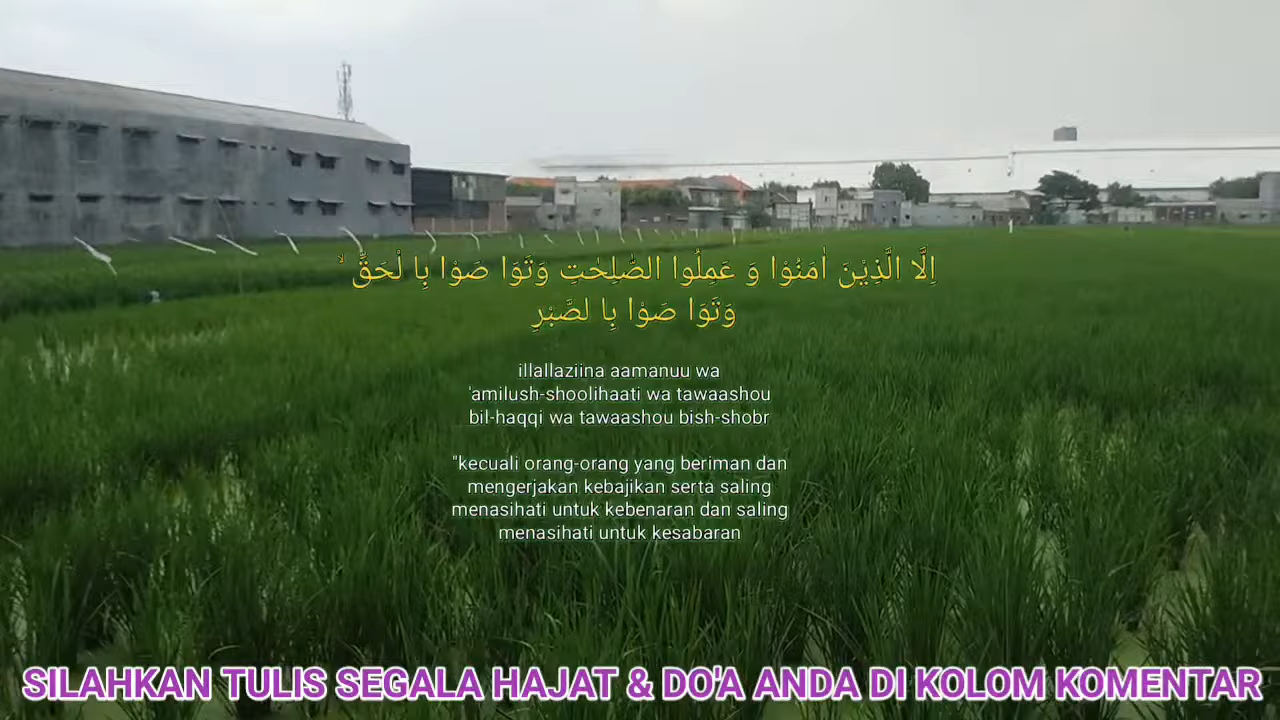 اِلَّا الَّذِيْنَ اٰمَنُوْا وَ عَمِلُوا الصّٰلِحٰتِ وَتَوَا صَوْا بِا لْحَقِّ ۙ
وَتَوَا صَوْا بِا لصَّبْرِ
illallaziina aamanuu wa
'amilush-shoolihaati wa tawaashou
bil-haqqi wa tawaashou bish-shobr
"kecuali orang-orang yang beriman dan
mengerjakan kebajikan serta saling
menasihati untuk kebenaran dan saling
menasihati untuk kesabaran
SILAHKAN TULIS SEGALA HAJAT & DO'A ANDA DI KOLOM KOMENTAR